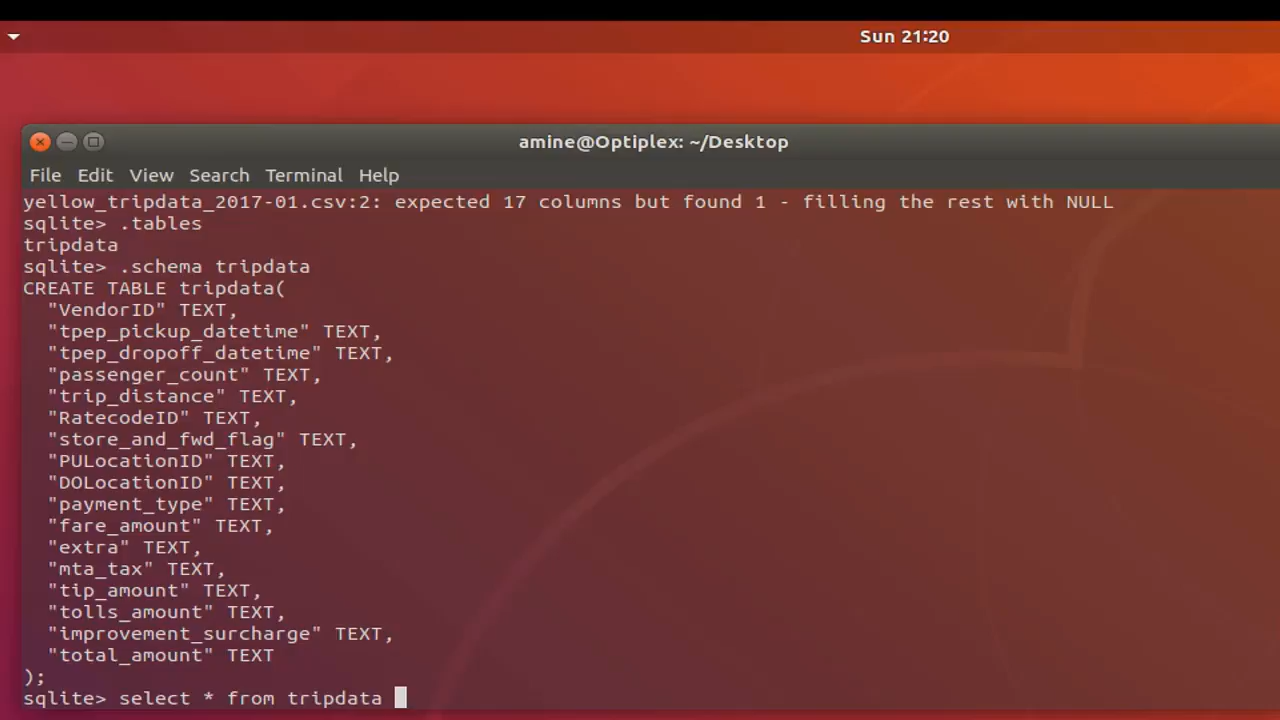 Sun 21:20
amine@Optiplex: ~/Desktop
File Edit View Search Terminal Help
yellow_tripdata_2017-01.csv:2: expected 17 columns but found 1 - filling the rest with NULL
sqlite> .tables
tripdata
sqlite> .schema tripdata
CREATE TABLE tripdata(
  "VendorID" TEXT,
  "tpep_pickup_datetime" TEXT,
  "tpep_dropoff_datetime" TEXT,
  "passenger_count" TEXT,
  "trip_distance" TEXT,
  "RatecodeID" TEXT,
  "store_and_fwd_flag" TEXT,
  "PULocationID" TEXT,
  "DOLocationID" TEXT,
  "payment_type" TEXT,
  "fare_amount" TEXT,
  "extra" TEXT,
  "mta_tax" TEXT,
  "tip_amount" TEXT,
  "tolls_amount" TEXT,
  "improvement_surcharge" TEXT,
  "total_amount" TEXT
);
sqlite> select * from tripdata